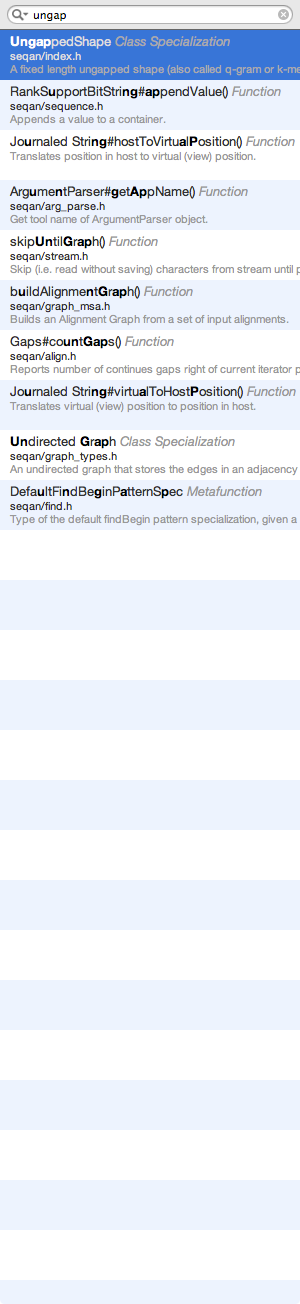 ungap
UngappedShape Class Specialization
seqan/index.h
A fixed length ungapped shape (also called q-gram or k-me
RankSupportBitString#appendValue() Function
seqan/sequence.h
Appends a value to a container.
Journaled String#hostToVirtualPosition() Function
Translates position in host to virtual (view) position.
ArgumentParser#getAppName() Function
seqan/arg_parse.h
Get tool name of ArgumentParser object.
skipUntilGraph() Function
seqan/stream.h
Skip (i.e. read without saving) characters from stream until p
buildAlignmentGraph() Function
seqan/graph_msa.h
Builds an Alignment Graph from a set of input alignments.
Gaps#countGaps() Function
seqan/align.h
Reports number of continues gaps right of current iterator p
Journaled String#virtualToHostPosition() Function
Translates virtual (view) position to position in host.
Undirected Graph Class Specialization
seqan/graph_types.h
An undirected graph that stores the edges in an adjacency
DefaultFindBeginPatternSpec Metafunction
seqan/find.h
Type of the default findBegin pattern specialization, given a